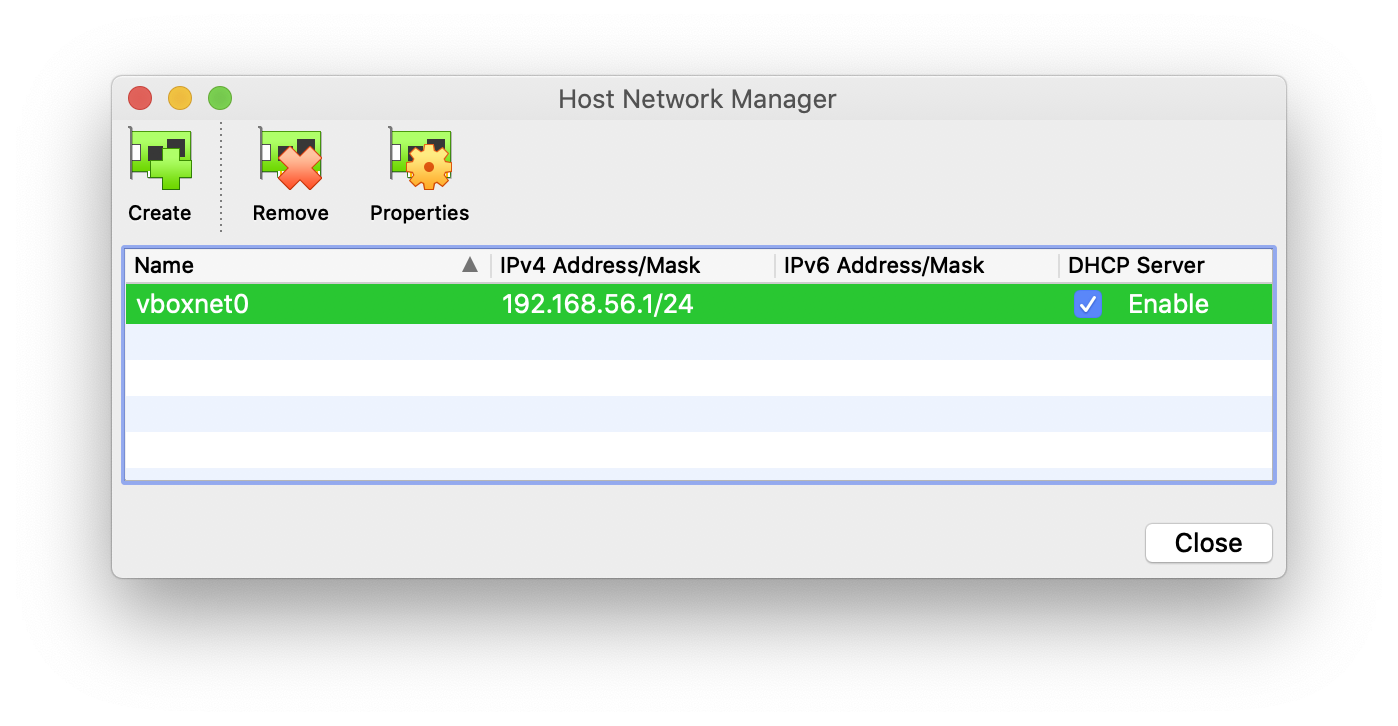 Host Network Manager
Create Remove Properties
Name IPv4 Address/Mask IPv6 Address/Mask DHCP Server
vboxnet0 192.168.56.1/24 Enable
Close